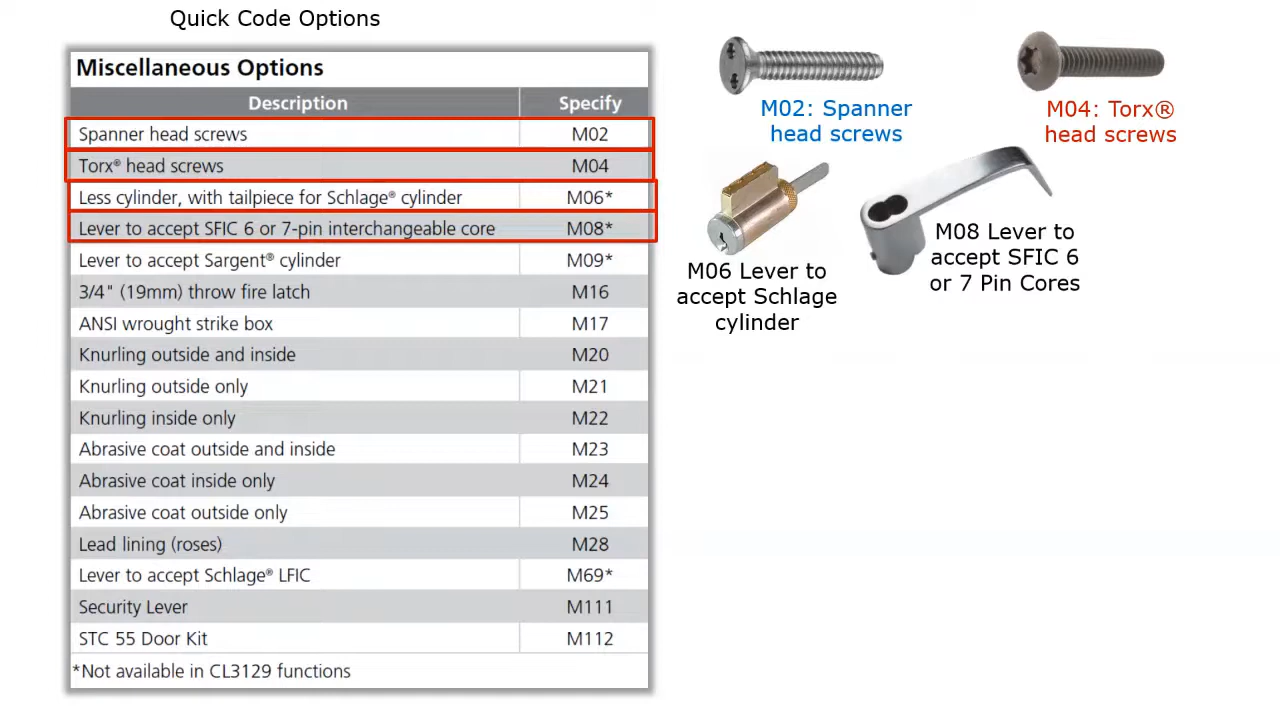 Quick Code Options
Miscellaneous Options
Description Specify
Spanner head screws M02
Torx® head screws M04
Less cylinder, with tailpiece for Schlage® cylinder M06*
Lever to accept SFIC 6 or 7-pin interchangeable core M08*
Lever to accept Sargent® cylinder M09*
3/4" (19mm) throw fire latch M16
ANSI wrought strike box M17
Knurling outside and inside M20
Knurling outside only M21
Knurling inside only M22
Abrasive coat outside and inside M23
Abrasive coat inside only M24
Abrasive coat outside only M25
Lead lining (roses) M28
Lever to accept Schlage® LFIC M69*
Security Lever M111
STC 55 Door Kit M112
*Not available in CL3129 functions
M02: Spanner
head screws
M04: Torx®
head screws
M06 Lever to
accept Schlage
cylinder
M08 Lever to
accept SFIC 6
or 7 Pin Cores